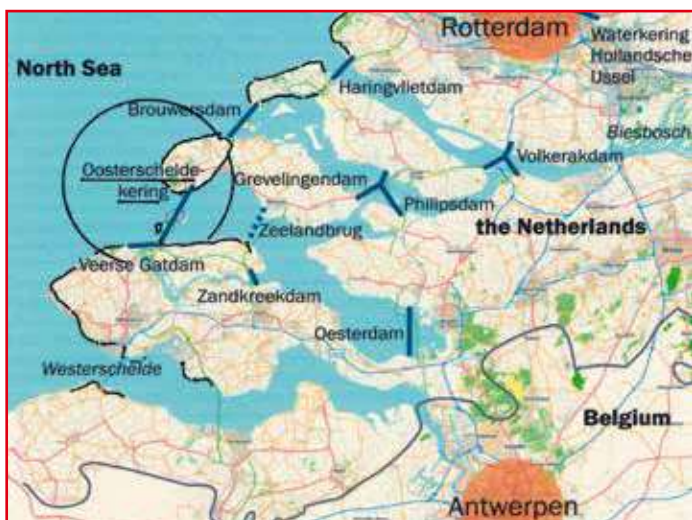 Rotterdam
Waterkering
Hollandsche
IJssel
North Sea
Haringvlietdam
Brouwersdam
Biesbosch
Volkerakdam
Oosterschelde-
kering
Grevelingendam
Philipsdam
the Netherlands
Zeelandbrug
Veerse Gatdam
Zandkreekdam
Oesterdam
Westerschelde
Belgium
Antwerpen